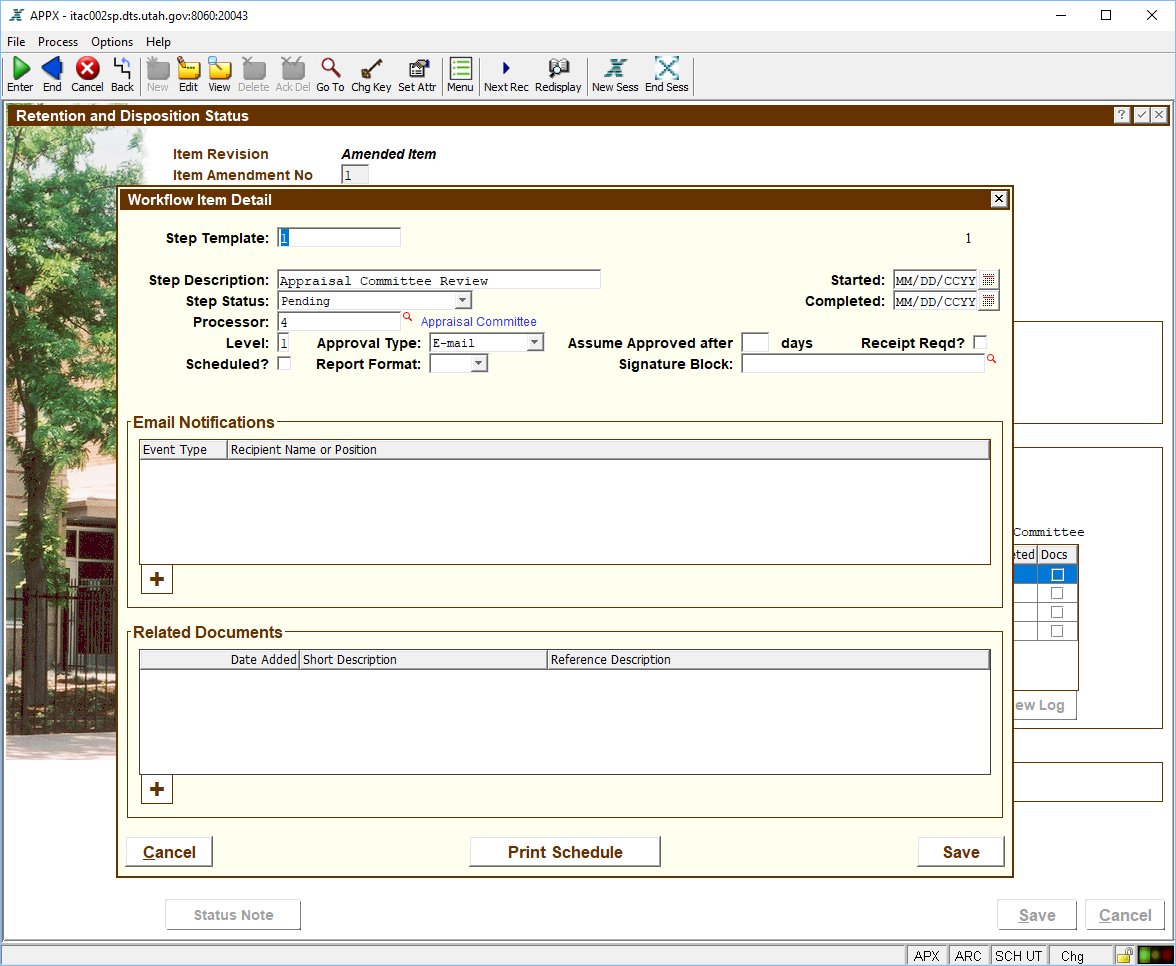 APPX - itac002sp.dts.utah.gov:8060:20043
File Process Options Help
Enter End Cancel Back New Edit View Delete Ack Del Go To Chg Key Set Attr Menu Next Rec Redisplay New Sess End Sess
Retention and Disposition Status
Item Revision Amended Item
Item Amendment No 1
Workflow Item Detail
Step Template: 1 1
Step Description: Appraisal Committee Review Started: MM/DD/CCYY
Step Status: Pending Completed: MM/DD/CCYY
Processor: 4 Appraisal Committee
Level: 1 Approval Type: E-mail Assume Approved after days Receipt Reqd?
Scheduled? Report Format: Signature Block:
Email Notifications
Event Type Recipient Name or Position
Committee
eted Docs
+
Related Documents
Date Added Short Description Reference Description
ew Log
+
Cancel Print Schedule Save
Status Note Save Cancel
APX ARC SCH UT Chg